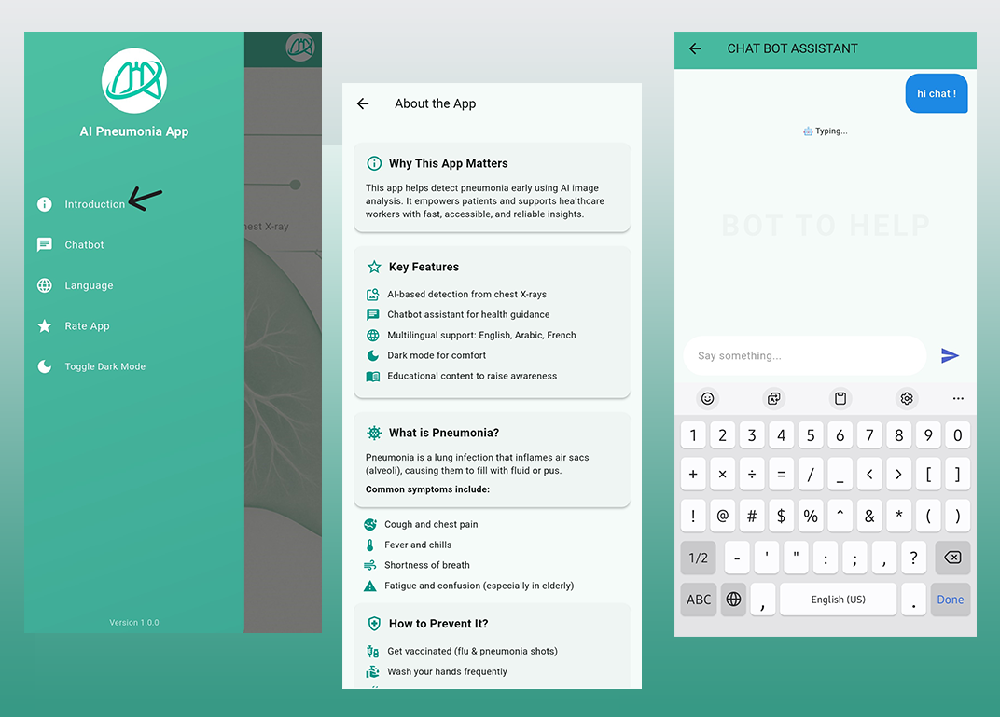 AI Pneumonia App
Introduction
Chatbot
Language
Rate App
Toggle Dark Mode
Version 1.0.0
hest X-ray
About the App
Why This App Matters
This app helps detect pneumonia early using AI image
analysis. It empowers patients and supports healthcare
workers with fast, accessible, and reliable insights.
Key Features
AI-based detection from chest X-rays
Chatbot assistant for health guidance
Multilingual support: English, Arabic, French
Dark mode for comfort
Educational content to raise awareness
What is Pneumonia?
Pneumonia is a lung infection that inflames air sacs
(alveoli), causing them to fill with fluid or pus.
Common symptoms include:
Cough and chest pain
Fever and chills
Shortness of breath
Fatigue and confusion (especially in elderly)
How to Prevent It?
Get vaccinated (flu & pneumonia shots)
Wash your hands frequently
CHAT BOT ASSISTANT
hi chat !
Typing...
BOT TO HELP
Say something...
1 2 3 4 5 6 7 8 9 0
+ × ÷ = / _ < > [ ]
! @ # $ % ^ & * ( )
1/2 - ' " : ; , ?
ABC , English (US) . Done